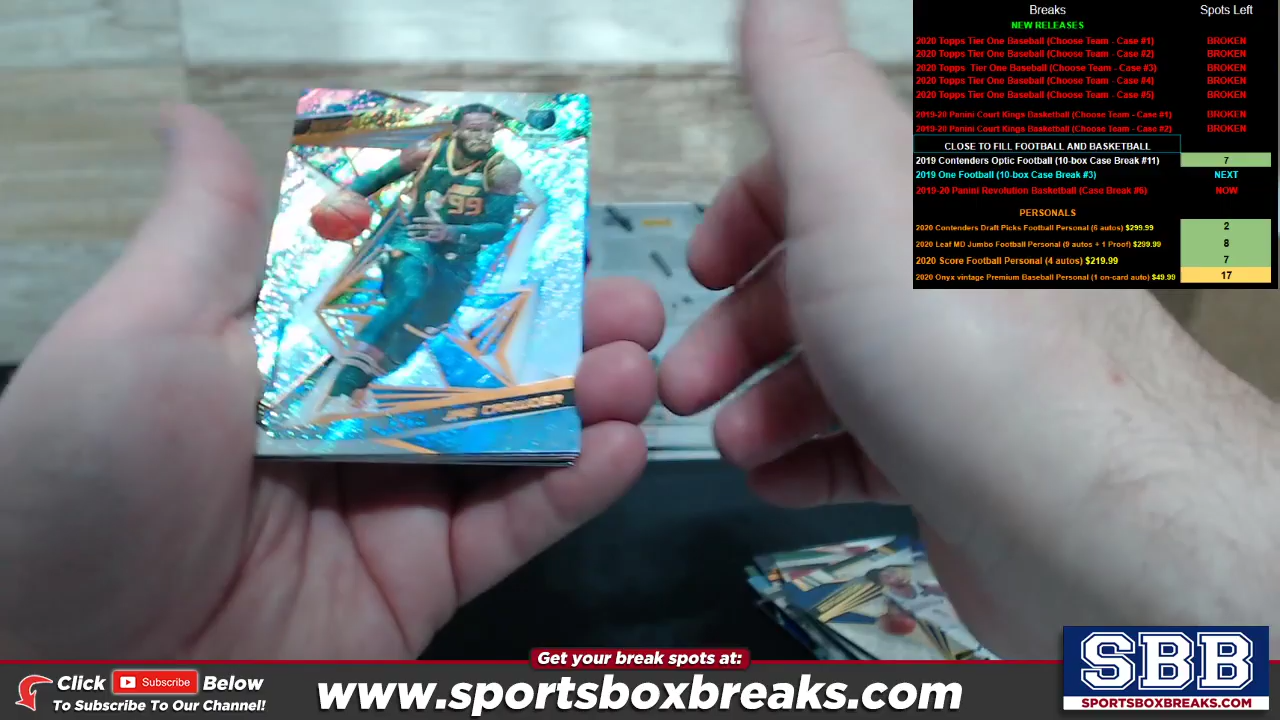 Breaks Spots Left
NEW RELEASES
2020 Topps Tier One Baseball (Choose Team - Case #1) BROKEN
2020 Topps Tier One Baseball (Choose Team - Case #2) BROKEN
2020 Topps Tier One Baseball (Choose Team - Case #3) BROKEN
2020 Topps Tier One Baseball (Choose Team - Case #4) BROKEN
2020 Topps Tier One Baseball (Choose Team - Case #5) BROKEN
2019-20 Panini Court Kings Basketball (Choose Team - Case #1) BROKEN
2019-20 Panini Court Kings Basketball (Choose Team - Case #2) BROKEN
CLOSE TO FILL FOOTBALL AND BASKETBALL
2019 Contenders Optic Football (10-box Case Break #11) 7
2019 One Football (10-box Case Break #3) NEXT
2019-20 Panini Revolution Basketball (Case Break #6) NOW
PERSONALS
2020 Contenders Draft Picks Football Personal (6 autos) $299.99 2
2020 Leaf MD Jumbo Football Personal (9 autos + 1 Proof) $299.99 8
2020 Score Football Personal (4 autos) $219.99 7
2020 Onyx vintage Premium Baseball Personal (1 on-card auto) $49.99 17
99
JAE CROWDER
Get your break spots at:
Click Subscribe Below
To Subscribe To Our Channel!
www.sportsboxbreaks.com
SBB
SPORTSBOXBREAKS.COM